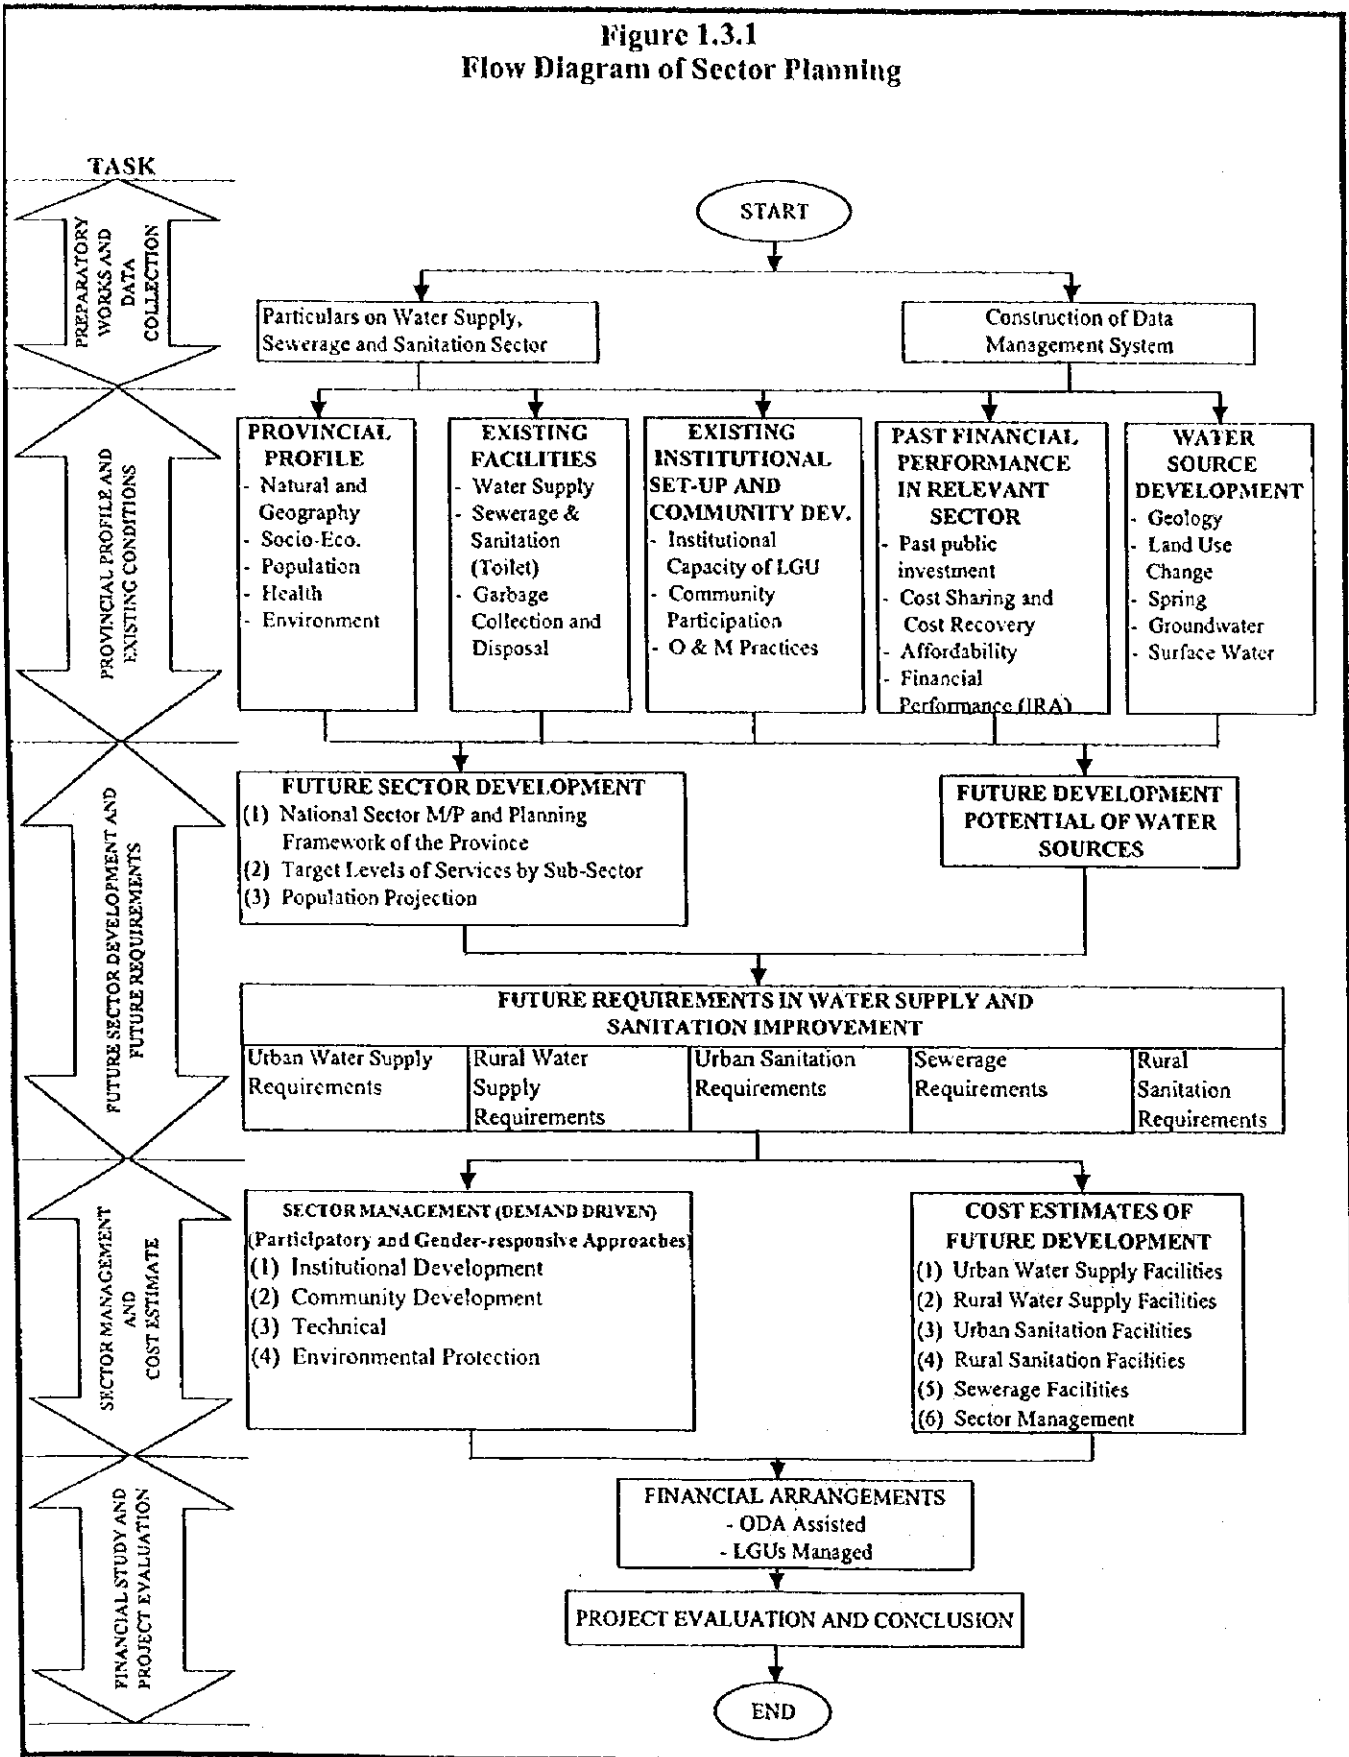 Figure 1.3.1
Flow Diagram of Sector Planning
TASK
PREPARATORY
WORKS AND
DATA
COLLECTION
START
Particulars on Water Supply,
Sewerage and Sanitation Sector
Construction of Data
Management System
PROVINCIAL PROFILE AND
EXISTING CONDITIONS
PROVINCIAL
PROFILE
- Natural and
Geography
- Socio-Eco.
- Population
- Health
- Environment
EXISTING
FACILITIES
- Water Supply
- Sewerage &
Sanitation
(Toilet)
- Garbage
Collection and
Disposal
EXISTING
INSTITUTIONAL
SET-UP AND
COMMUNITY DEV.
- Institutional
Capacity of LGU
- Community
Participation
- O & M Practices
PAST FINANCIAL
PERFORMANCE
IN RELEVANT
SECTOR
- Past public
investment
- Cost Sharing and
Cost Recovery
- Affordability
- Financial
Performance (IRA)
WATER
SOURCE
DEVELOPMENT
- Geology
- Land Use
Change
- Spring
- Groundwater
- Surface Water
FUTURE SECTOR DEVELOPMENT AND
FUTURE REQUIREMENTS
FUTURE SECTOR DEVELOPMENT
(1) National Sector M/P and Planning
Framework of the Province
(2) Target Levels of Services by Sub-Sector
(3) Population Projection
FUTURE DEVELOPMENT
POTENTIAL OF WATER
SOURCES
FUTURE REQUIREMENTS IN WATER SUPPLY AND
SANITATION IMPROVEMENT
Urban Water Supply
Requirements
Rural Water
Supply
Requirements
Urban Sanitation
Requirements
Sewerage
Requirements
Rural
Sanitation
Requirements
SECTOR MANAGEMENT
AND
COST ESTIMATE
SECTOR MANAGEMENT (DEMAND DRIVEN)
(Participatory and Gender-responsive Approaches)
(1) Institutional Development
(2) Community Development
(3) Technical
(4) Environmental Protection
COST ESTIMATES OF
FUTURE DEVELOPMENT
(1) Urban Water Supply Facilities
(2) Rural Water Supply Facilities
(3) Urban Sanitation Facilities
(4) Rural Sanitation Facilities
(5) Sewerage Facilities
(6) Sector Management
FINANCIAL STUDY AND
PROJECT EVALUATION
FINANCIAL ARRANGEMENTS
- ODA Assisted
- LGUs Managed
PROJECT EVALUATION AND CONCLUSION
END